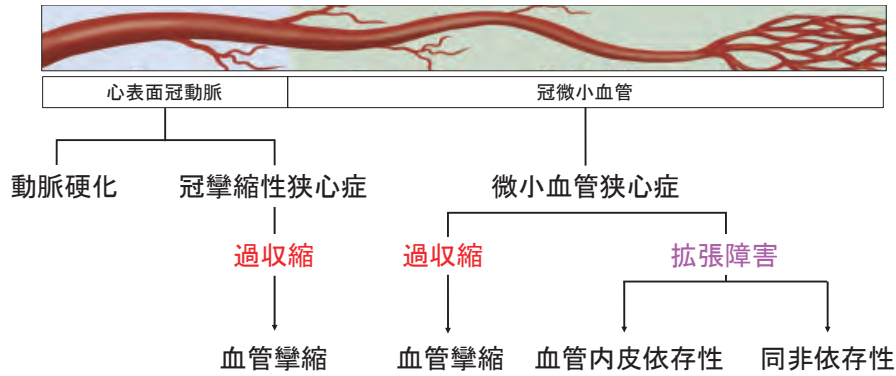 心表面冠動脈 冠微小血管
動脈硬化 冠攣縮性狭心症 微小血管狭心症
過収縮 過収縮 拡張障害
血管攣縮 血管攣縮 血管内皮依存性 同非依存性